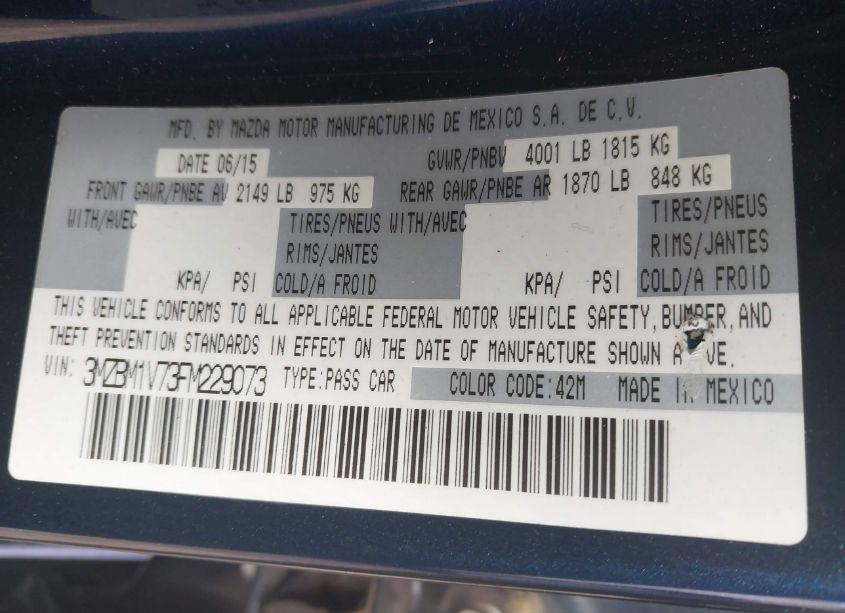 MFD. BY MAZDA MOTOR MANUFACTURING DE MEXICO S.A. DE C.V.
DATE 06/15 GVWR/PNBV 4001 LB 1815 KG
FRONT GAWR/PNBE AV 2149 LB 975 KG REAR GAWR/PNBE AR 1870 LB 848 KG
WITH/AVEC TIRES/PNEUS WITH/AVEC TIRES/PNEUS
RIMS/JANTES RIMS/JANTES
KPA/ PSI COLD/A FROID KPA/ PSI COLD/A FROID
THIS VEHICLE CONFORMS TO ALL APPLICABLE FEDERAL MOTOR VEHICLE SAFETY, BUMPER, AND
THEFT PREVENTION STANDARDS IN EFFECT ON THE DATE OF MANUFACTURE SHOWN
VIN: 3MZBM1V73FM229073 TYPE:PASS CAR COLOR CODE:42M MADE IN MEXICO